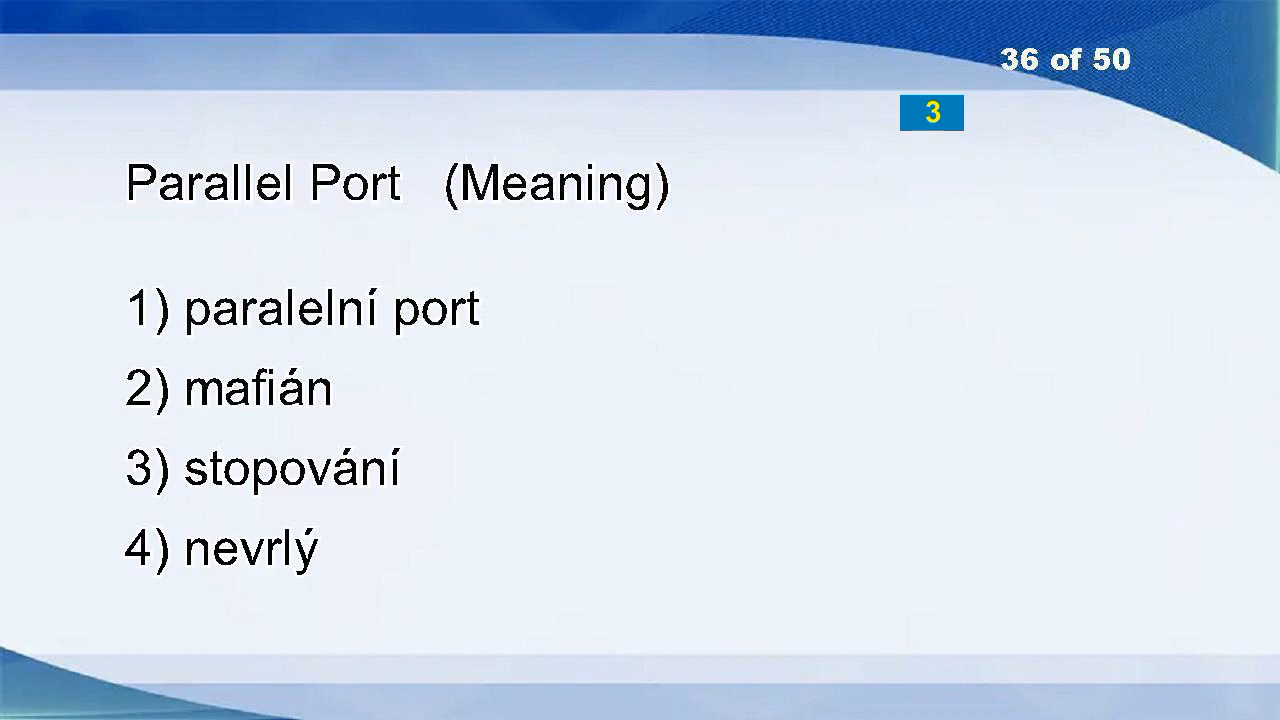 36 of 50
3
Parallel Port (Meaning)
1) paralelní port
2) mafián
3) stopování
4) nevrlý